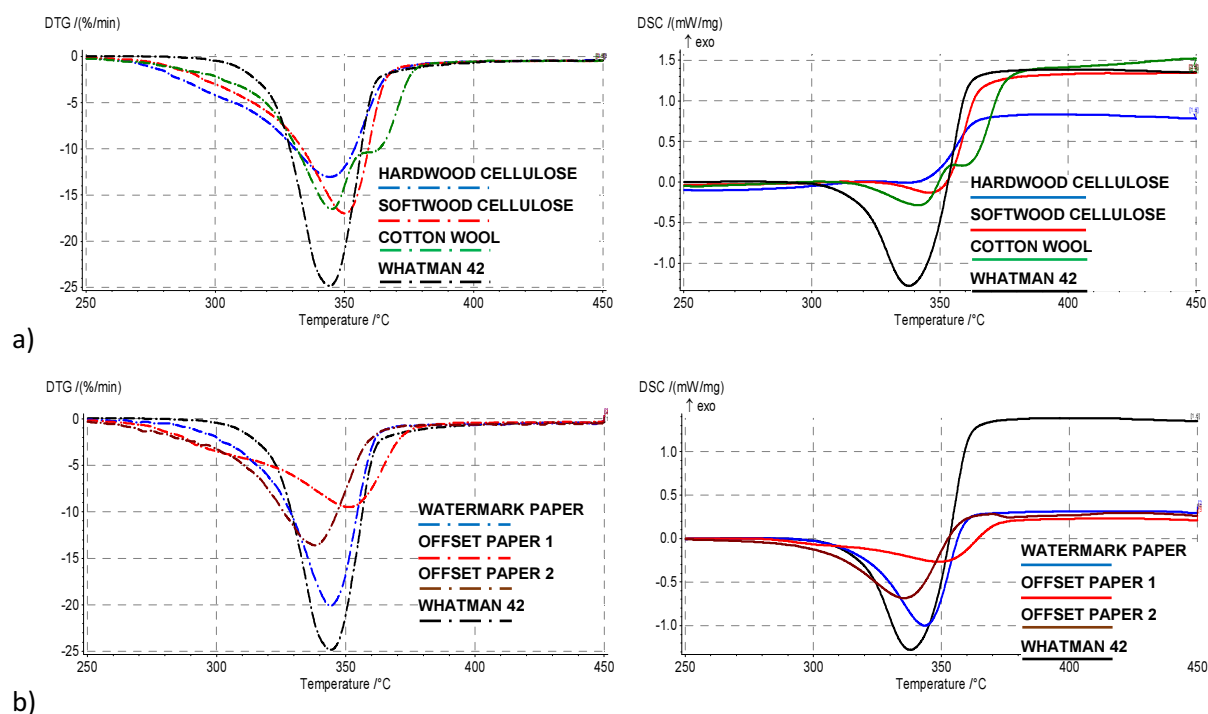 DTG /(%/min)
0
-5
-10
-15
-20
-25
250 300 350 400 450
Temperature /°C
HARDWOOD CELLULOSE
SOFTWOOD CELLULOSE
COTTON WOOL
WHATMAN 42
DSC /(mW/mg)
↑ exo
1.5
1.0
0.5
0.0
-0.5
-1.0
250 300 350 400 450
Temperature /°C
HARDWOOD CELLULOSE
SOFTWOOD CELLULOSE
COTTON WOOL
WHATMAN 42
a)
DTG /(%/min)
0
-5
-10
-15
-20
-25
250 300 350 400 450
Temperature /°C
WATERMARK PAPER
OFFSET PAPER 1
OFFSET PAPER 2
WHATMAN 42
DSC /(mW/mg)
↑ exo
1.0
0.5
0.0
-0.5
-1.0
250 300 350 400 450
Temperature /°C
WATERMARK PAPER
OFFSET PAPER 1
OFFSET PAPER 2
WHATMAN 42
b)